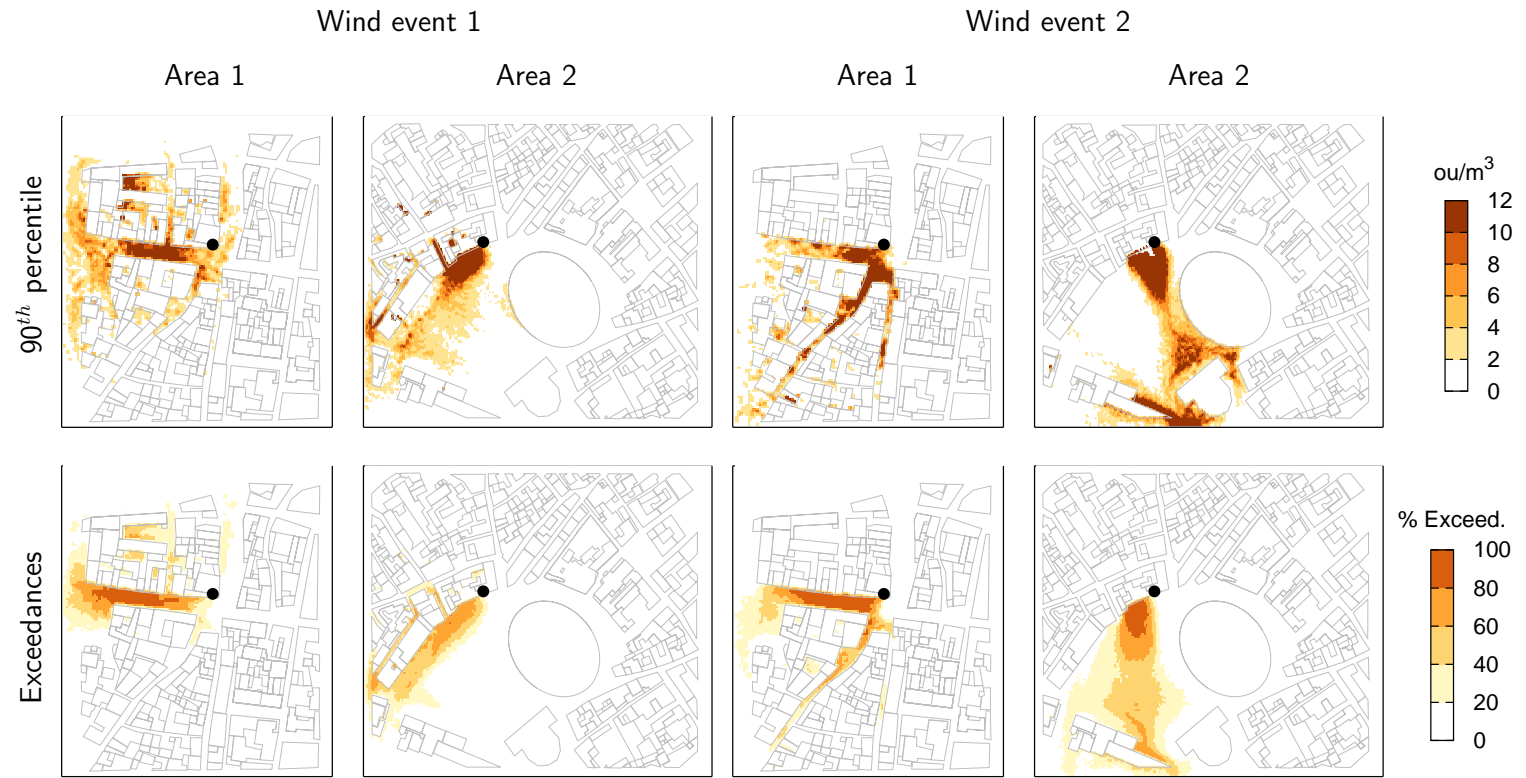 Wind event 1 Wind event 2
Area 1 Area 2 Area 1 Area 2
90th percentile
ou/m3
12
10
8
6
4
2
0
Exceedances
% Exceed.
100
80
60
40
20
0